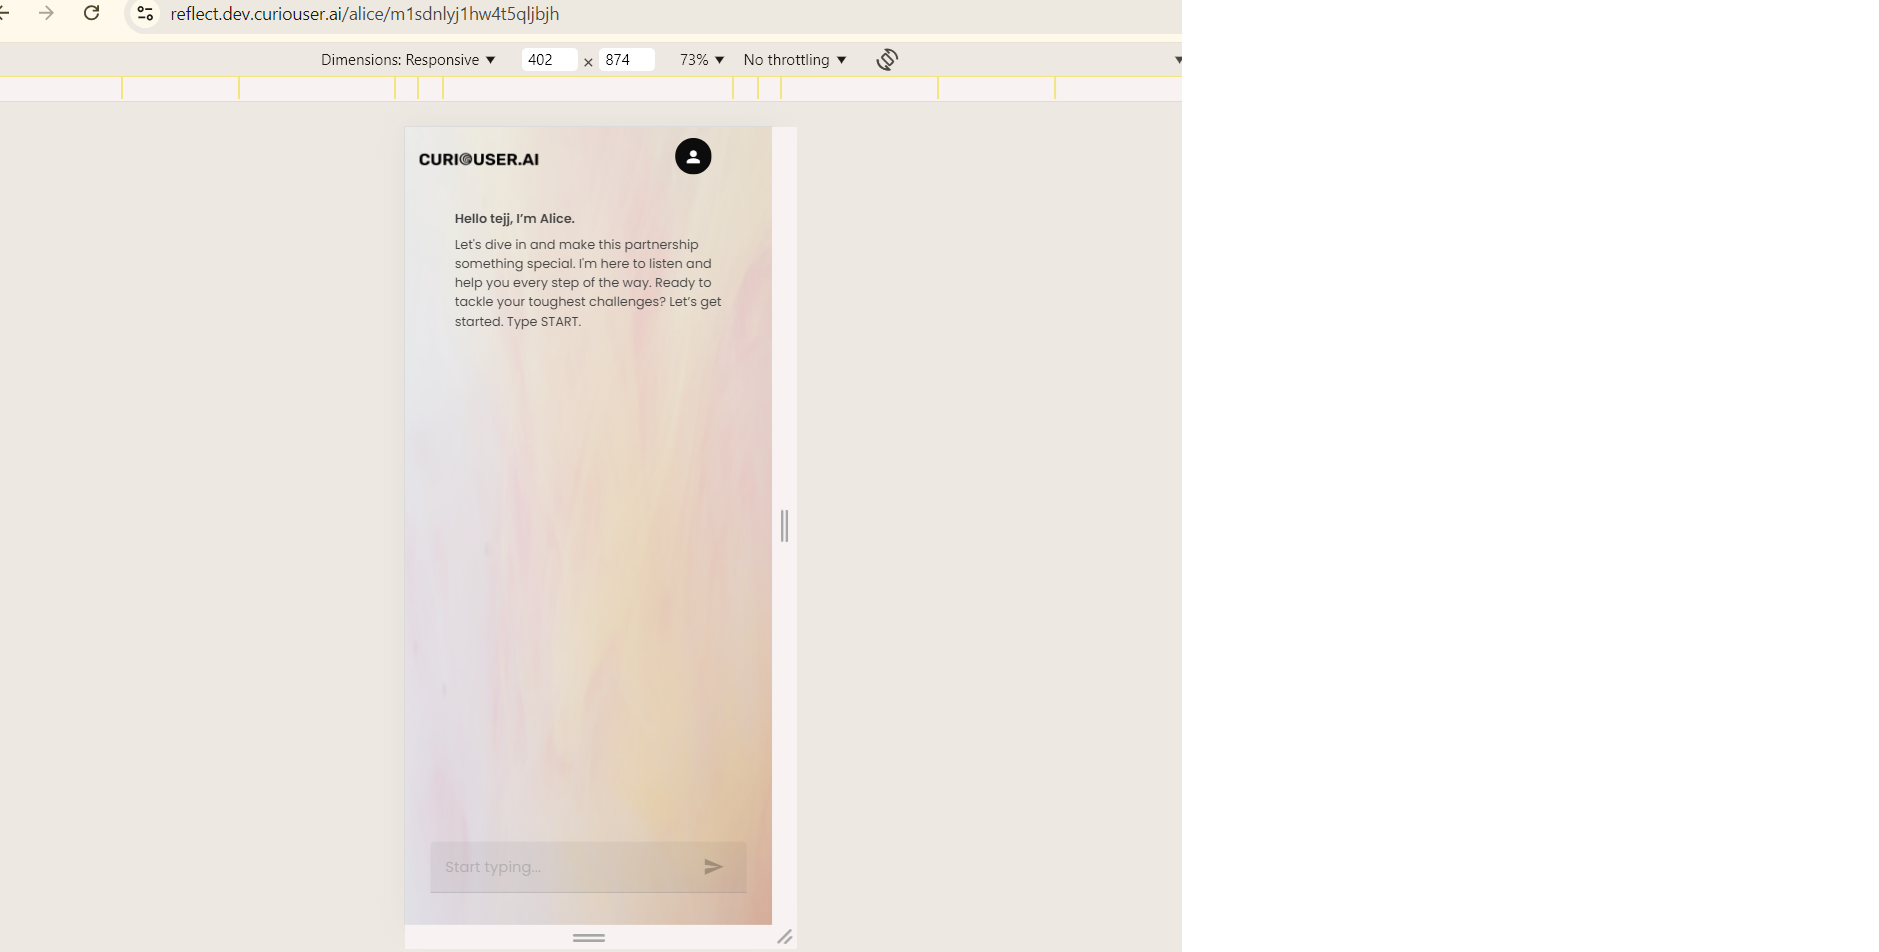 reflect.dev.curiouser.ai/alice/m1sdnlyj1hw4t5qljbjh
Dimensions: Responsive ▼ 402 × 874 73% ▼ No throttling ▼
CURIOUSER.AI
Hello tejj, I’m Alice.
Let's dive in and make this partnership
something special. I'm here to listen and
help you every step of the way. Ready to
tackle your toughest challenges? Let’s get
started. Type START.
Start typing...